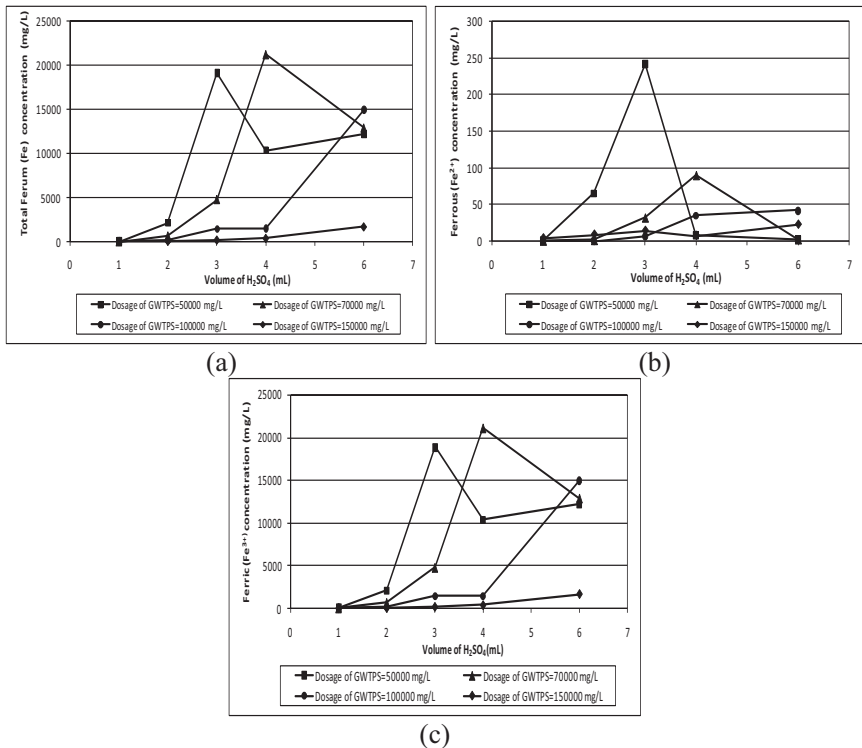 Total Ferum (Fe) concentration (mg/L)
25000
20000
15000
10000
5000
0
0 1 2 3 4 5 6 7
Volume of H₂SO₄ (mL)
Dosage of GWTPS=50000 mg/L
Dosage of GWTPS=70000 mg/L
Dosage of GWTPS=100000 mg/L
Dosage of GWTPS=150000 mg/L
(a)
Ferrous (Fe²⁺) concentration (mg/L)
300
250
200
150
100
50
0
0 1 2 3 4 5 6 7
Volume of H₂SO₄ (mL)
Dosage of GWTPS=50000 mg/L
Dosage of GWTPS=70000 mg/L
Dosage of GWTPS=100000 mg/L
Dosage of GWTPS=150000 mg/L
(b)
Ferric (Fe³⁺) concentration (mg/L)
25000
20000
15000
10000
5000
0
0 1 2 3 4 5 6 7
Volume of H₂SO₄(mL)
Dosage of GWTPS=50000 mg/L
Dosage of GWTPS=70000 mg/L
Dosage of GWTPS=100000 mg/L
Dosage of GWTPS=150000 mg/L
(c)